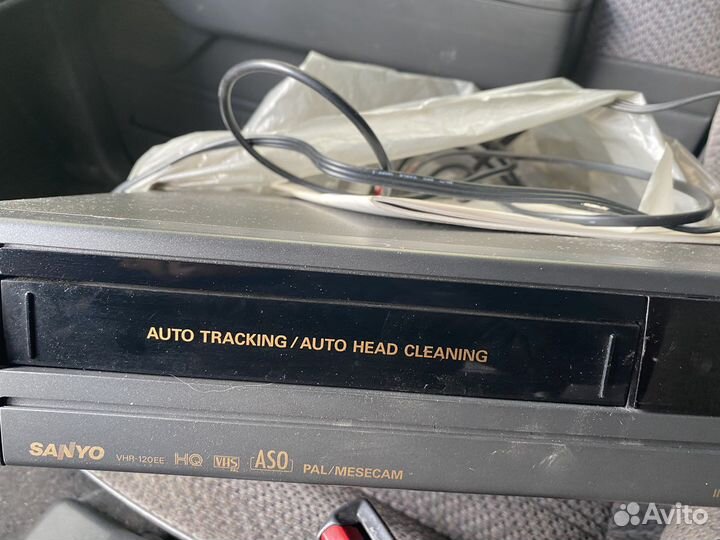 AUTO TRACKING/AUTO HEAD CLEANING
SANYO VHR-120EE HQ VHS ASO PAL/MESECAM
Avito